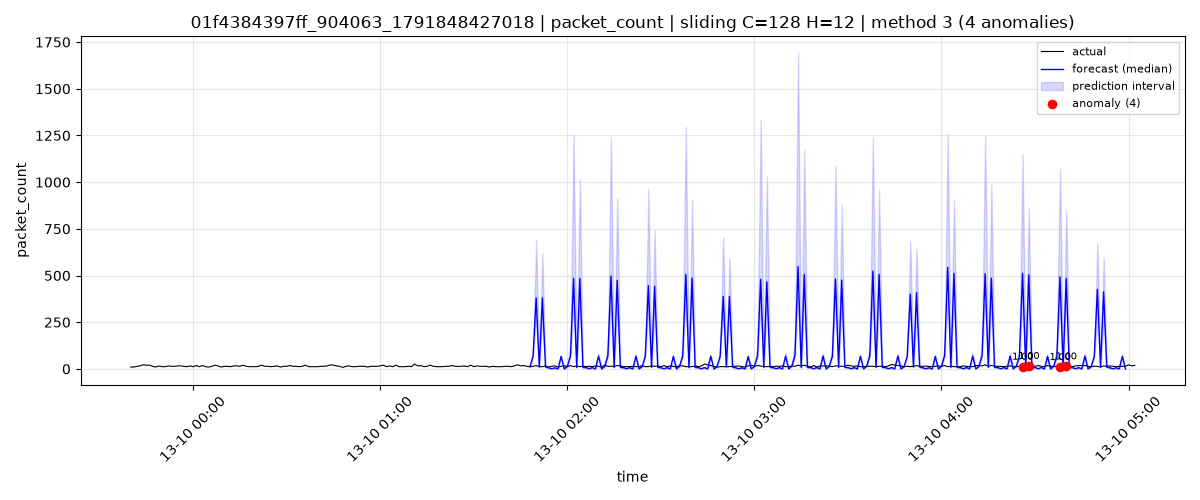 01f4384397ff_904063_1791848427018 | packet_count | sliding C=128 H=12 | method 3 (4 anomalies)
packet_count
1750
1500
1250
1000
750
500
250
0
actual
forecast (median)
prediction interval
anomaly (4)
13-10 00:00
13-10 01:00
13-10 02:00
13-10 03:00
13-10 04:00
13-10 05:00
time